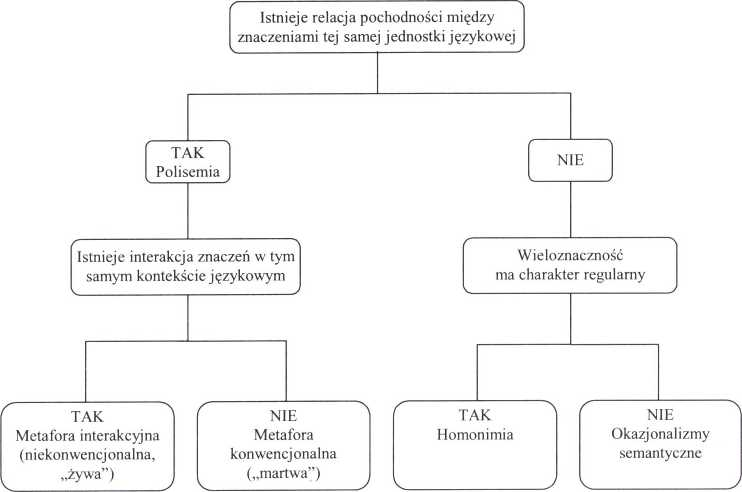 Istnieje relacja pochodności między
znaczeniami tej samej jednostki językowej
TAK
Polisemia
NIE
Istnieje interakcja znaczeń w tym
samym kontekście językowym
Wieloznaczność
ma charakter regularny
TAK
Metafora interakcyjna
(niekonwencjonalna,
„żywa”)
NIE
Metafora
konwencjonalna
(„martwa”)
TAK
Homonimia
NIE
Okazjonalizmy
semantyczne